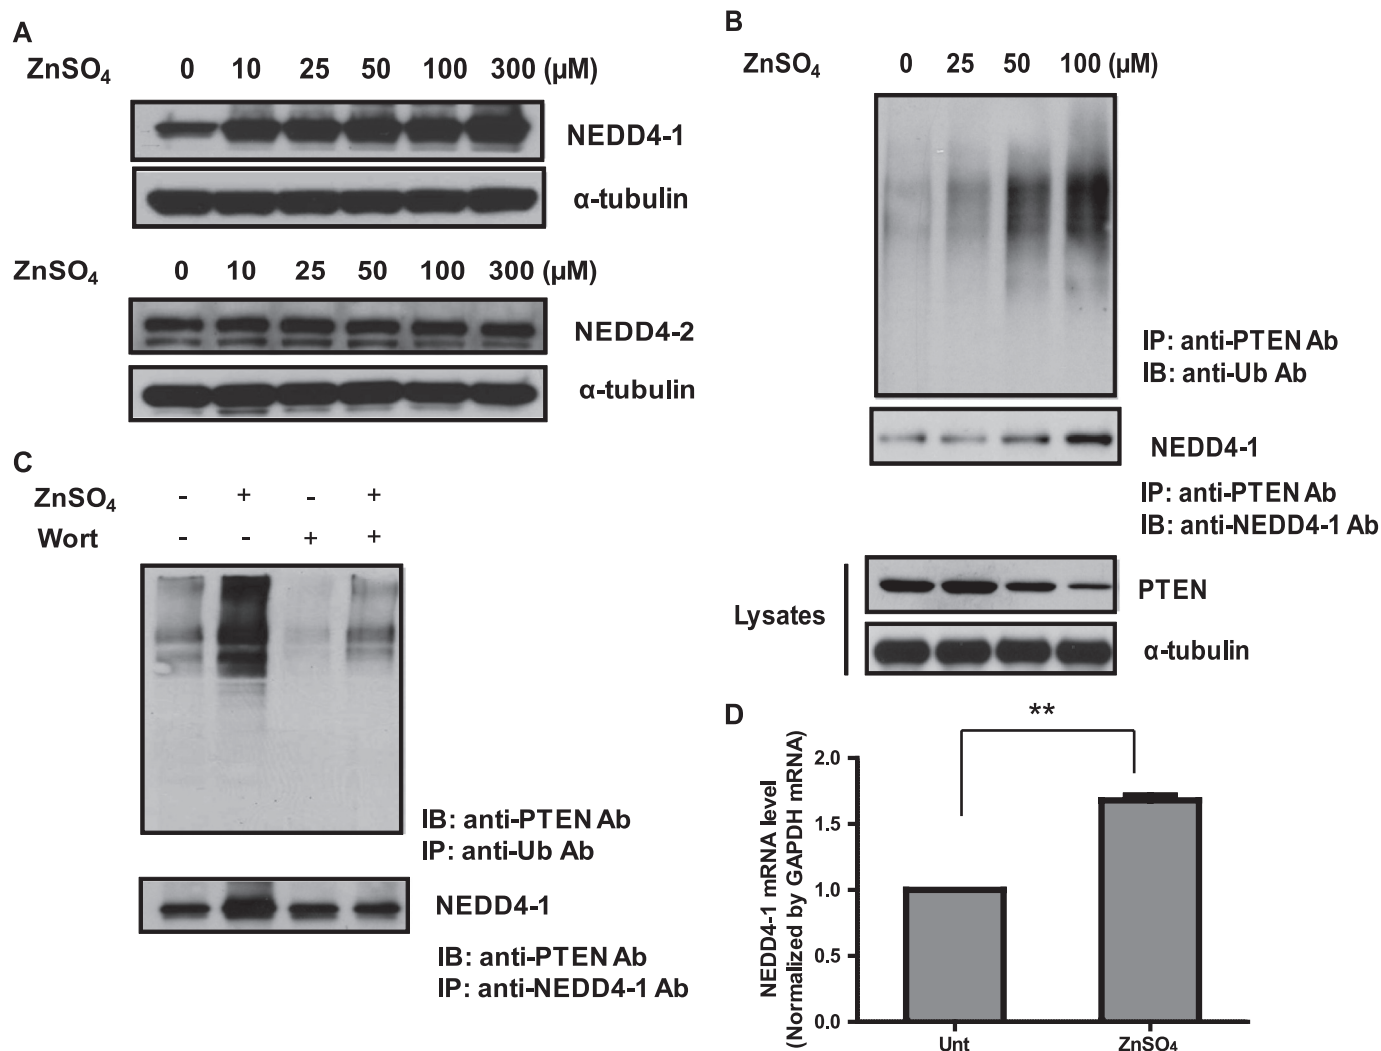 A
ZnSO4 0 10 25 50 100 300 (μM)
NEDD4-1
α-tubulin
ZnSO4 0 10 25 50 100 300 (μM)
NEDD4-2
α-tubulin
B
ZnSO4 0 25 50 100 (μM)
IP: anti-PTEN Ab
IB: anti-Ub Ab
NEDD4-1
IP: anti-PTEN Ab
IB: anti-NEDD4-1 Ab
Lysates
PTEN
α-tubulin
C
ZnSO4 - + - +
Wort - - + +
IB: anti-PTEN Ab
IP: anti-Ub Ab
NEDD4-1
IB: anti-PTEN Ab
IP: anti-NEDD4-1 Ab
D
**
NEDD4-1 mRNA level
(Normalized by GAPDH mRNA)
2.0
1.5
1.0
0.5
0.0
Unt ZnSO4